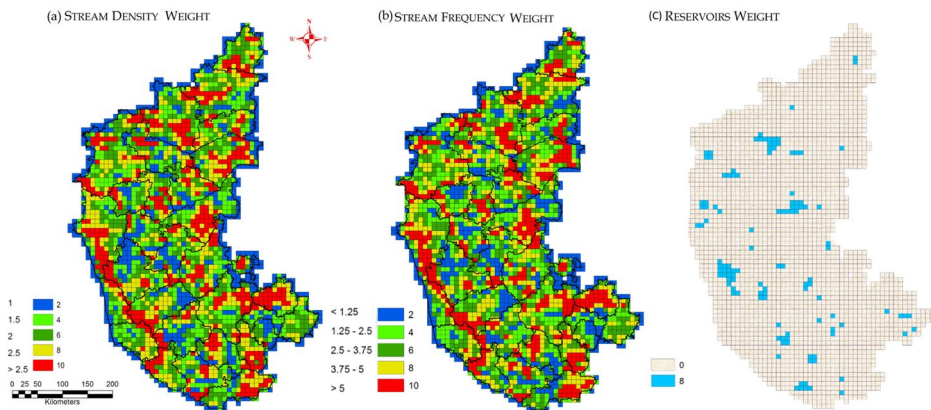 (a) STREAM DENSITY WEIGHT
(b) STREAM FREQUENCY WEIGHT
(c) RESERVOIRS WEIGHT
N
W E
S
1 2
1.5 4
2 6
2.5 8
> 2.5 10
0 25 50 100 150 200
Kilometers
< 1.25 2
1.25 - 2.5 4
2.5 - 3.75 6
3.75 - 5 8
> 5 10
0
8